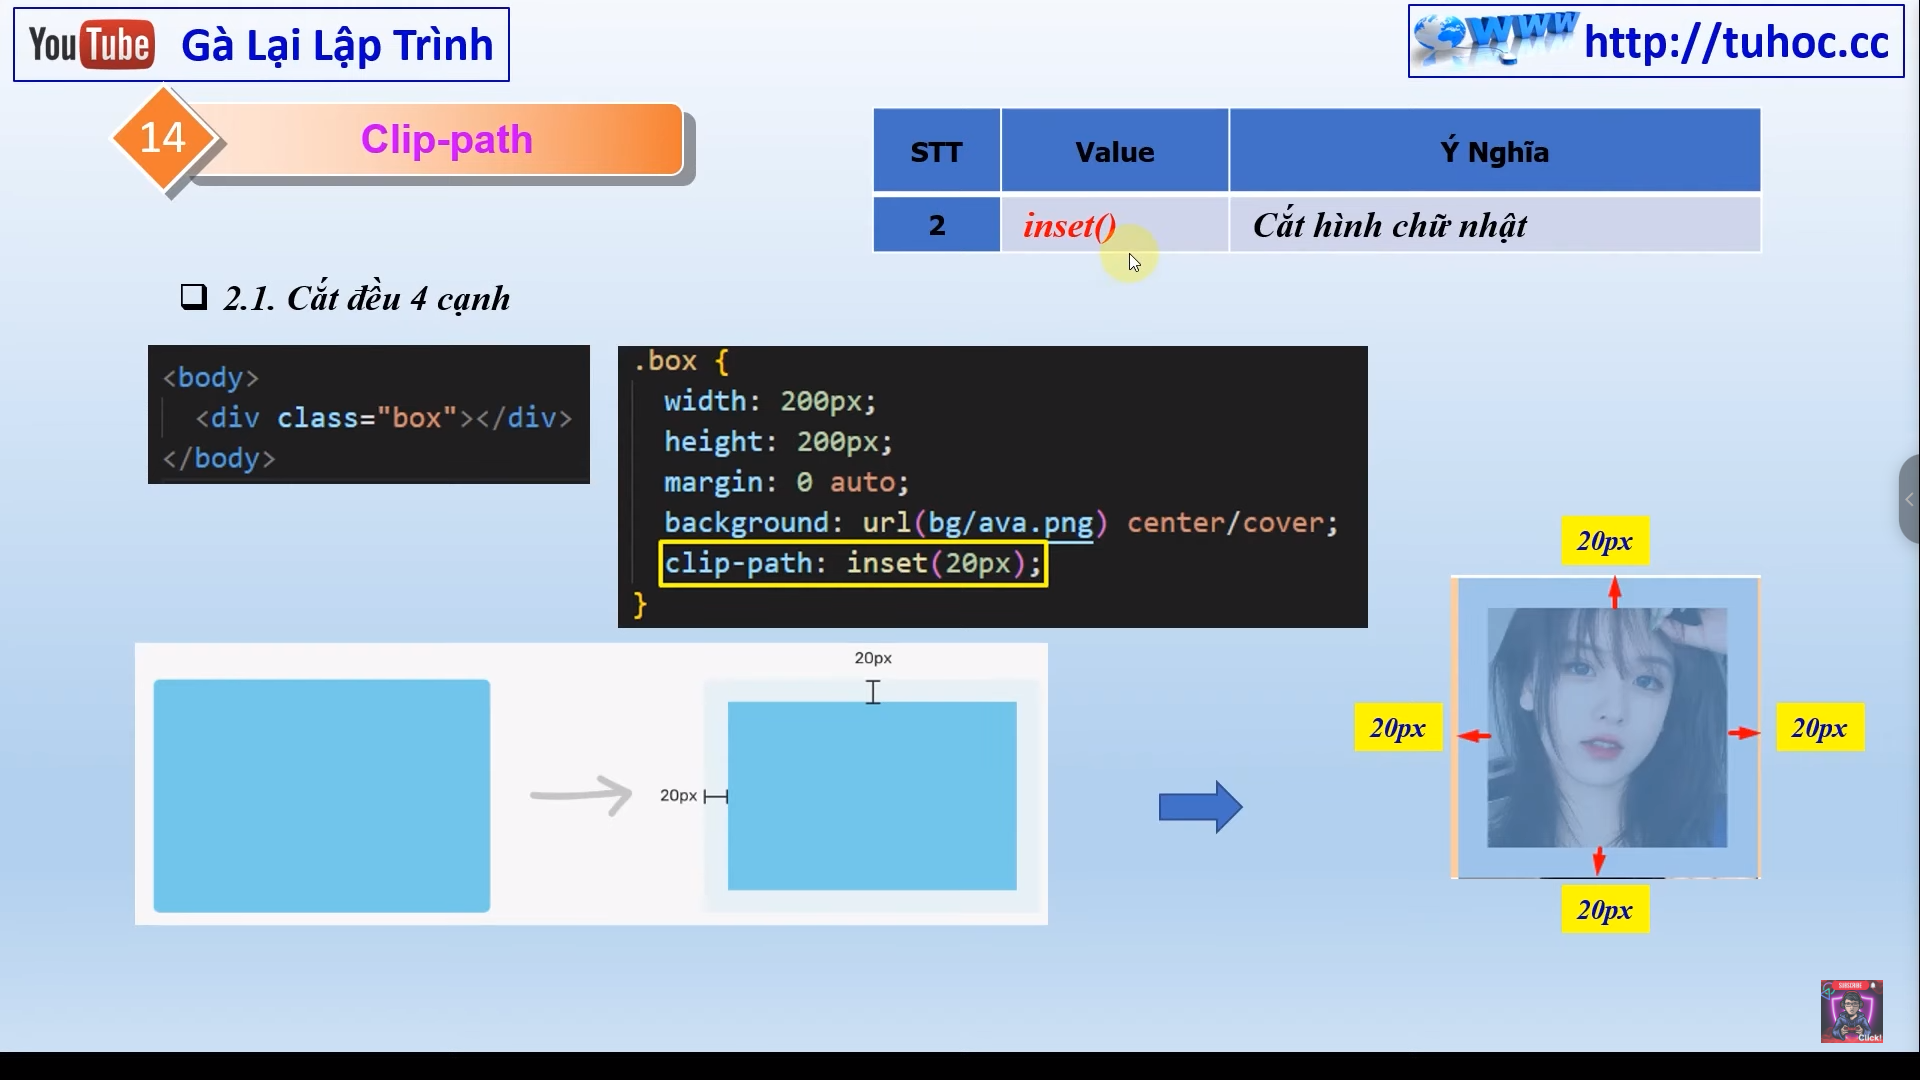 YouTube Gà Lại Lập Trình
http://tuhoc.cc
14 Clip-path
STT Value Ý Nghĩa
2 inset() Cắt hình chữ nhật
2.1. Cắt đều 4 cạnh
<body>
<div class="box"></div>
</body>
.box {
width: 200px;
height: 200px;
margin: 0 auto;
background: url(bg/ava.png) center/cover;
clip-path: inset(20px);
}
20px
20px
20px
20px
20px
20px
SUBSCRIBE
Click!